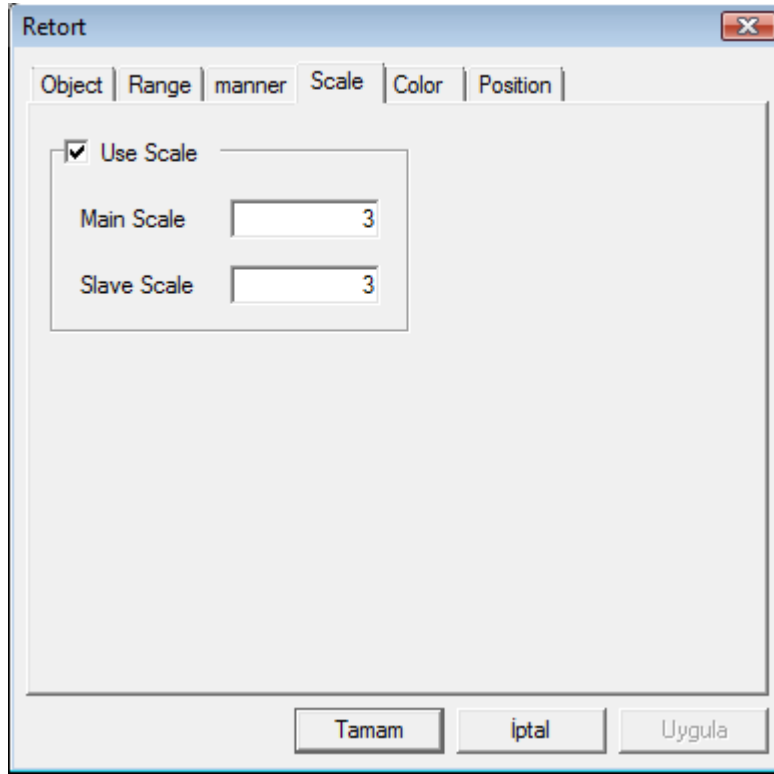 Retort
Object Range manner Scale Color Position
Use Scale
Main Scale 3
Slave Scale 3
Tamam İptal Uygula